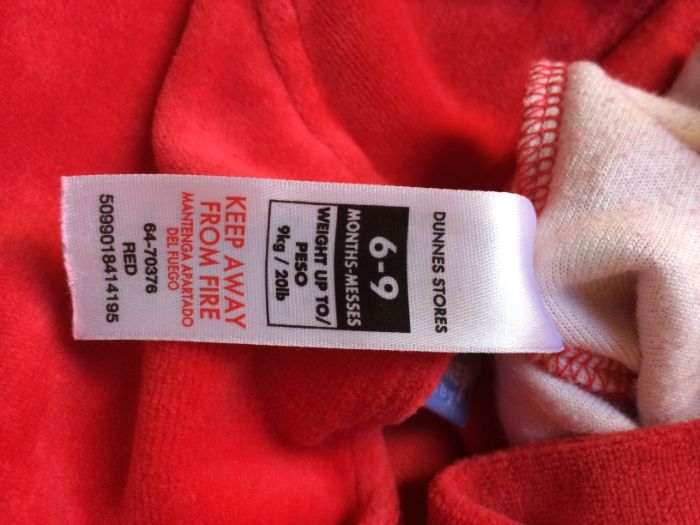 DUNNES STORES
6-9
MONTHS-MESSES
WEIGHT UP TO/
PESO
9kg / 20lb
KEEP AWAY
FROM FIRE
MANTENGA APARTADO
DEL FUEGO
64-70376
RED
5099018414195